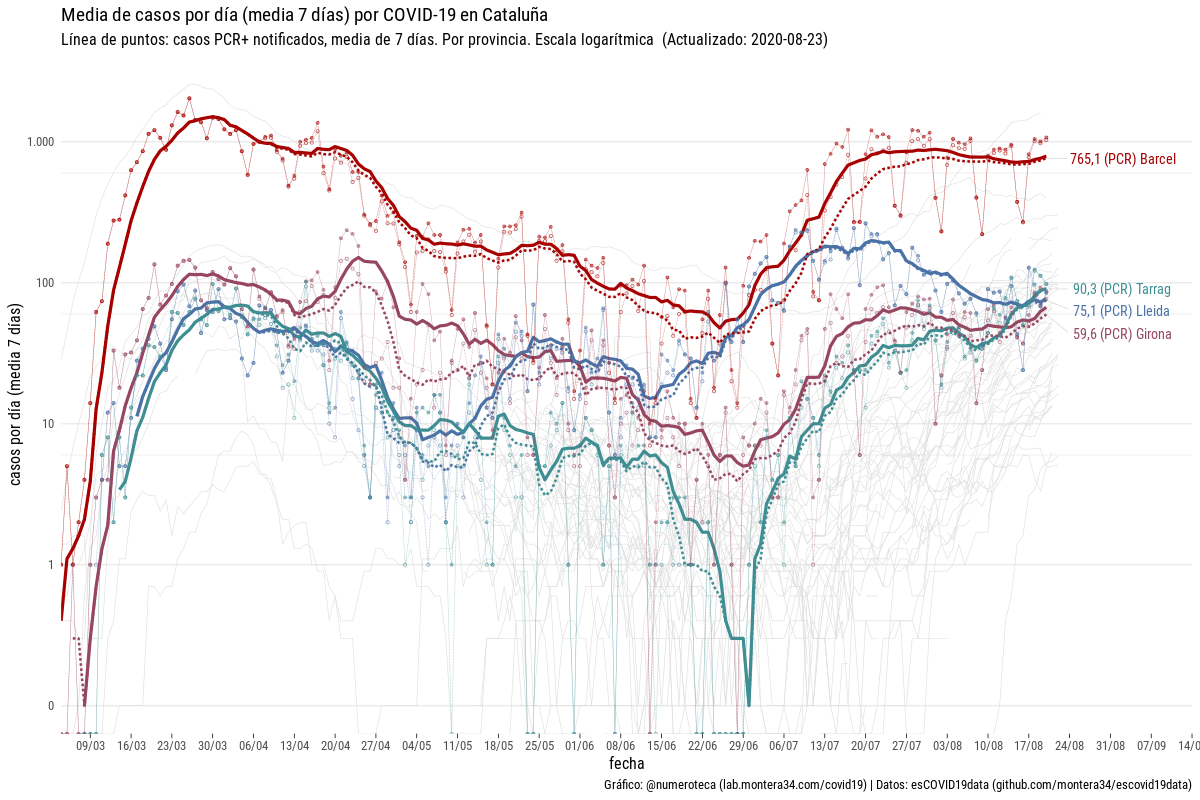 Media de casos por día (media 7 días) por COVID-19 en Cataluña
Línea de puntos: casos PCR+ notificados, media de 7 días. Por provincia. Escala logarítmica (Actualizado: 2020-08-23)
casos por día (media 7 días)
1.000
100
10
1
0
765,1 (PCR) Barcel
90,3 (PCR) Tarrag
75,1 (PCR) Lleida
59,6 (PCR) Girona
09/03 16/03 23/03 30/03 06/04 13/04 20/04 27/04 04/05 11/05 18/05 25/05 01/06 08/06 15/06 22/06 29/06 06/07 13/07 20/07 27/07 03/08 10/08 17/08 24/08 31/08 07/09 14/0
fecha
Gráfico: @numeroteca (lab.montera34.com/covid19) | Datos: esCOVID19data (github.com/montera34/escovid19data)